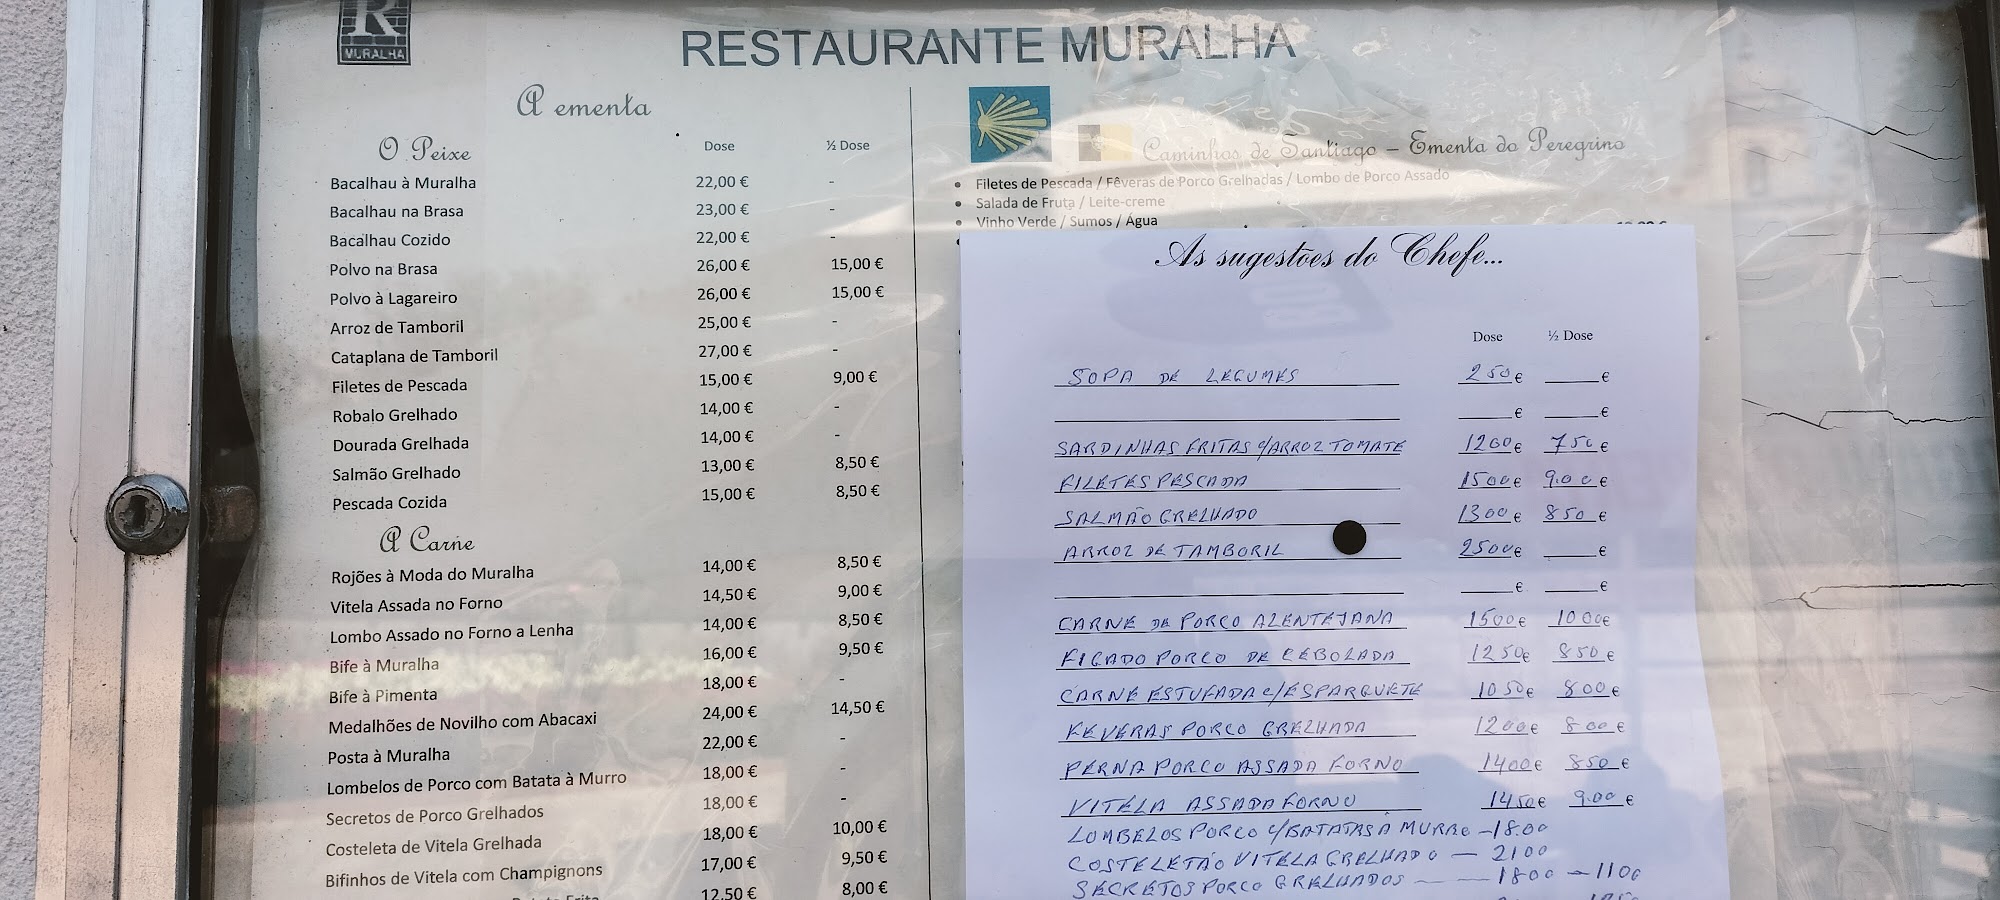 R
MURALHA
RESTAURANTE MURALHA
A ementa
O Peixe Dose ½ Dose
Bacalhau à Muralha 22,00 € -
Bacalhau na Brasa 23,00 € -
Bacalhau Cozido 22,00 € -
Polvo na Brasa 26,00 € 15,00 €
Polvo à Lagareiro 26,00 € 15,00 €
Arroz de Tamboril 25,00 € -
Cataplana de Tamboril 27,00 € -
Filetes de Pescada 15,00 € 9,00 €
Robalo Grelhado 14,00 € -
Dourada Grelhada 14,00 € -
Salmão Grelhado 13,00 € 8,50 €
Pescada Cozida 15,00 € 8,50 €
A Carne
Rojões à Moda do Muralha 14,00 € 8,50 €
Vitela Assada no Forno 14,50 € 9,00 €
Lombo Assado no Forno a Lenha 14,00 € 8,50 €
Bife à Muralha 16,00 € 9,50 €
Bife à Pimenta 18,00 € -
Medalhões de Novilho com Abacaxi 24,00 € 14,50 €
Posta à Muralha 22,00 € -
Lombelos de Porco com Batata à Murro 18,00 € -
Secretos de Porco Grelhados 18,00 € -
Costeleta de Vitela Grelhada 18,00 € 10,00 €
Bifinhos de Vitela com Champignons 17,00 € 9,50 €
12,50 € 8,00 €
Caminhos de Santiago – Ementa do Peregrino
• Filetes de Pescada / Fêveras de Porco Grelhadas / Lombo de Porco Assado
• Salada de Fruta / Leite-creme
• Vinho Verde / Sumos / Água
As sugestões do Chefe...
Dose ½ Dose
SOPA DE LEGUMES 250€ €
€ €
SARDINHAS FRITAS C/ARROZ TOMATE 1200€ 750€
FILETES PESCADA 1500€ 9.00€
SALMÃO GRELHADO 1300€ 850€
ARROZ DE TAMBORIL 2500€ €
€ €
CARNE DE PORCO ALENTEJANA 1500€ 1000€
FIGADO PORCO DE CEBOLADA 1250€ 850€
CARNE ESTUFADA C/ESPARGUETE 1050€ 800€
FEVERAS PORCO GRELHADA 1200€ 800€
PERNA PORCO ASSADA FORNO 1400€ 850€
VITELA ASSADA FORNO 1450€ 9.00€
LOMBELOS PORCO C/BATATAS À MURRO – 18.00
COSTELETÃO VITELA GRELHADO — 2100
SECRETOS PORCO GRELHADOS — — 1800 – 1100